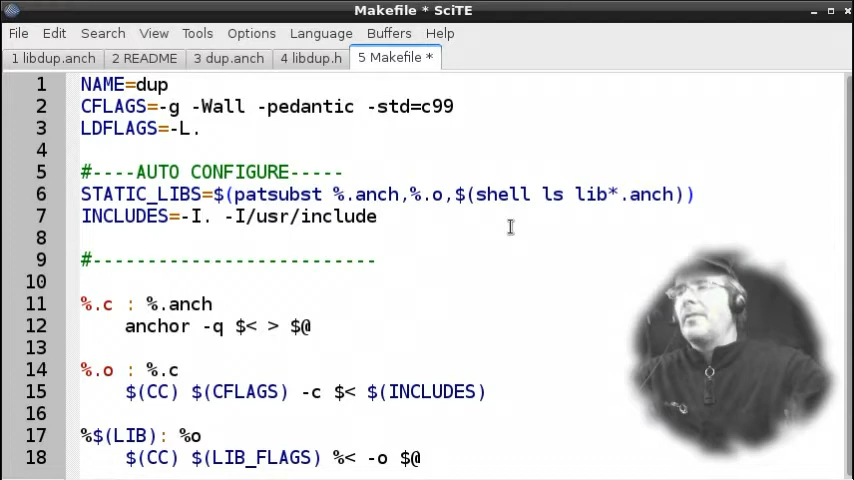 Makefile * SciTE
File Edit Search View Tools Options Language Buffers Help
1 libdup.anch 2 README 3 dup.anch 4 libdup.h 5 Makefile *
1 NAME=dup
2 CFLAGS=-g -Wall -pedantic -std=c99
3 LDFLAGS=-L.
4
5 #----AUTO CONFIGURE-----
6 STATIC_LIBS=$(patsubst %.anch,%.o,$(shell ls lib*.anch))
7 INCLUDES=-I. -I/usr/include
8
9 #--------------------------
10
11 %.c : %.anch
12 anchor -q $< > $@
13
14 %.o : %.c
15 $(CC) $(CFLAGS) -c $< $(INCLUDES)
16
17 %$(LIB): %o
18 $(CC) $(LIB_FLAGS) %< -o $@